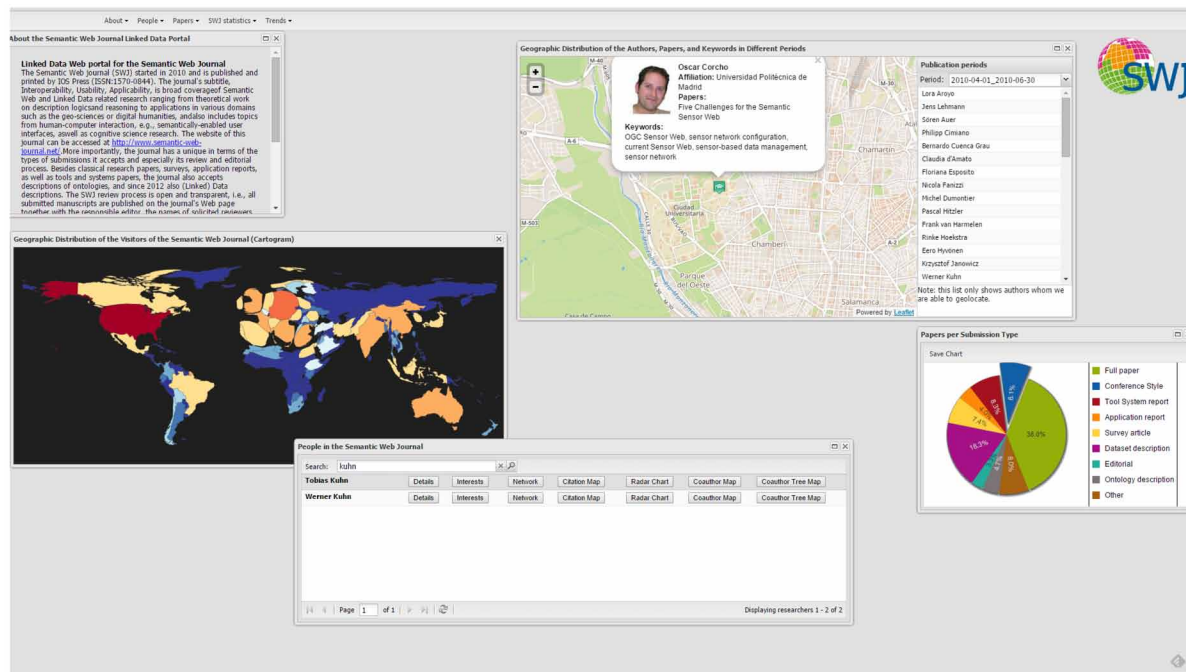 About People Papers SWJ statistics Trends
About the Semantic Web Journal Linked Data Portal
Linked Data Web portal for the Semantic Web Journal
The Semantic Web journal (SWJ) started in 2010 and is published and
printed by IOS Press (ISSN:1570-0844). The journal's subtitle,
Interoperability, Usability, Applicability, is broad coverageof Semantic
Web and Linked Data related research ranging from theoretical work
on description logicsand reasoning to applications in various domains
such as the geo-sciences or digital humanities, andalso includes topics
from human-computer interaction, e.g., semantically-enabled user
interfaces, aswell as cognitive science research. The website of this
journal can be accessed at http://www.semantic-web-
journal.net/.More importantly, the journal has a unique in terms of the
types of submissions it accepts and especially its review and editorial
process. Besides classical research papers, surveys, application reports,
as well as tools and systems papers, the journal also accepts
descriptions of ontologies, and since 2012 also (Linked) Data
descriptions. The SWJ review process is open and transparent, i.e., all
submitted manuscripts are published on the journal's Web page
together with the responsible editor, the names of solicited reviewers
Geographic Distribution of the Authors, Papers, and Keywords in Different Periods
Oscar Corcho
Affiliation: Universidad Politécnica de
Madrid
Papers:
Five Challenges for the Semantic
Sensor Web
Keywords:
OGC Sensor Web, sensor network configuration,
current Sensor Web, sensor-based data management,
sensor network
M-40
M-30
A-6
Chamartín
Ciudad
Universitaria
M-503
Chamberí
A-2
Parque
del Oeste
Salamanca
Casa de Campo
Powered by Leaflet
Publication periods
Period: 2010-04-01_2010-06-30
Lora Aroyo
Jens Lehmann
Sören Auer
Philipp Cimiano
Bernardo Cuenca Grau
Claudia d'Amato
Floriana Esposito
Nicola Fanizzi
Michel Dumontier
Pascal Hitzler
Frank van Harmelen
Rinke Hoekstra
Eero Hyvönen
Krzysztof Janowicz
Werner Kuhn
Note: this list only shows authors whom we
are able to geolocate.
SWJ
Geographic Distribution of the Visitors of the Semantic Web Journal (Cartogram)
Papers per Submission Type
Save Chart
8.1%
38.9%
9.0%
4.7%
18.3%
7.4%
8.3%
Full paper
Conference Style
Tool System report
Application report
Survey article
Dataset description
Editorial
Ontology description
Other
People in the Semantic Web Journal
Search: kuhn
Tobias Kuhn Details Interests Network Citation Map Radar Chart Coauthor Map Coauthor Tree Map
Werner Kuhn Details Interests Network Citation Map Radar Chart Coauthor Map Coauthor Tree Map
Page 1 of 1 Displaying researchers 1 - 2 of 2